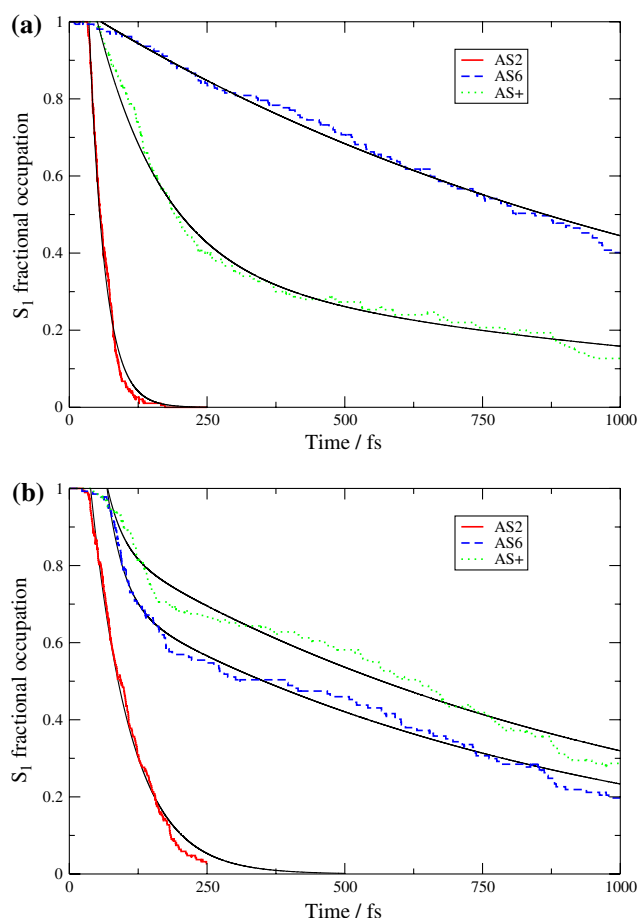 (a)
1
0.8
0.6
0.4
0.2
0
S1 fractional occupation
AS2
AS6
AS+
0 250 500 750 1000
Time / fs
(b)
1
0.8
0.6
0.4
0.2
0
S1 fractional occupation
AS2
AS6
AS+
0 250 500 750 1000
Time / fs